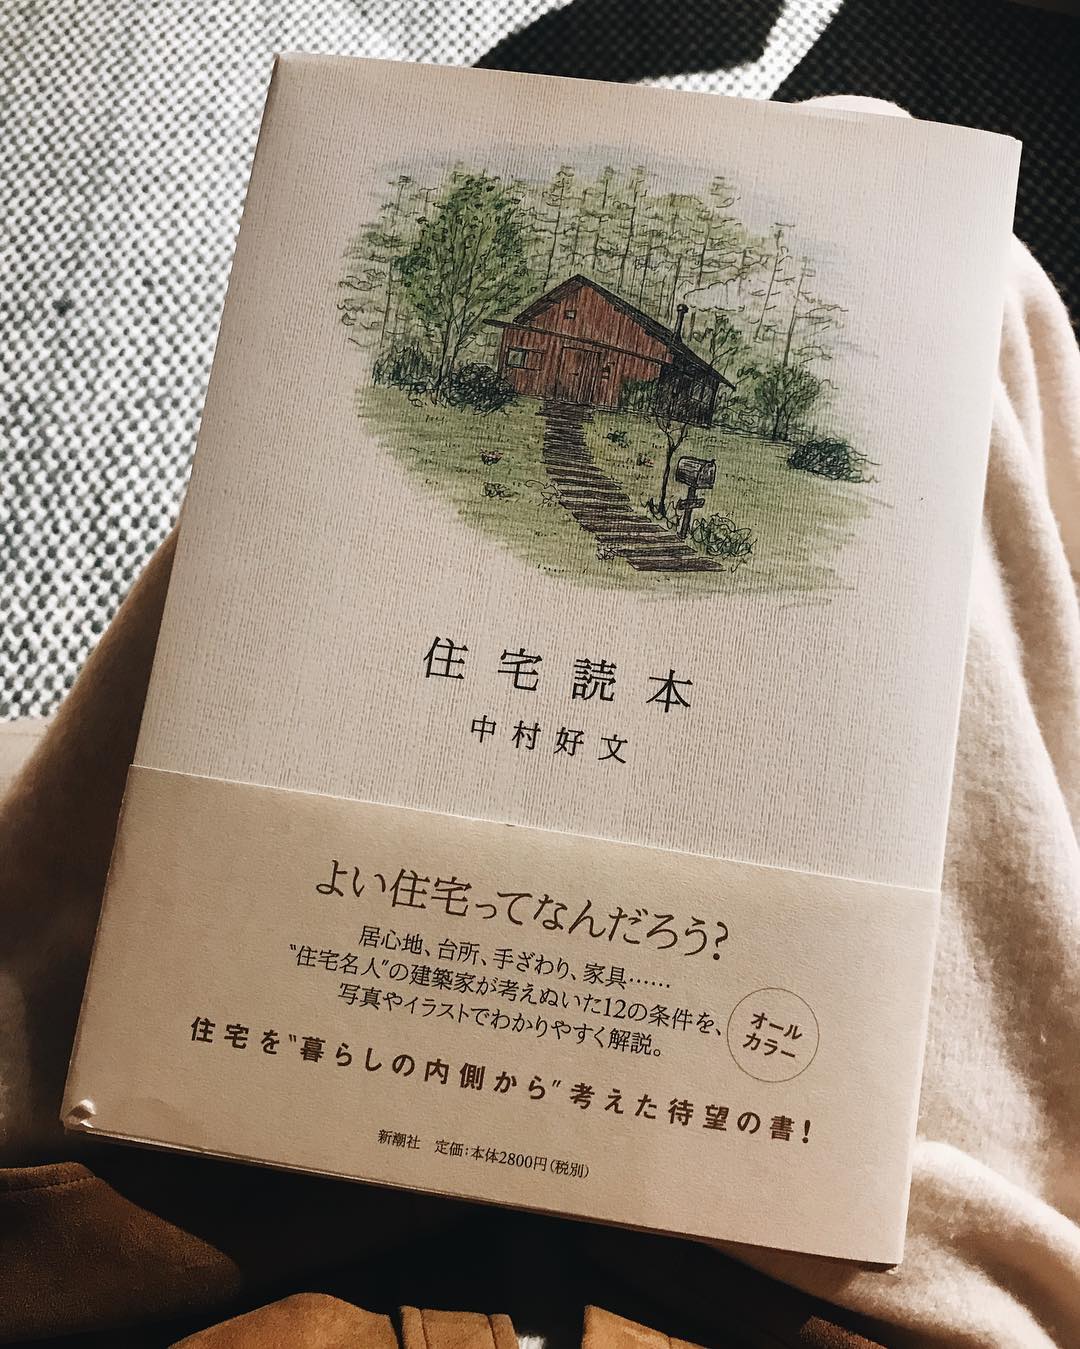 住宅読本
中村好文
よい住宅ってなんだろう?
居心地、台所、手ざわり、家具……
"住宅名人"の建築家が考えぬいた12の条件を、
写真やイラストでわかりやすく解説。
オール
カラー
住宅を"暮らしの内側から"考えた待望の書!
新潮社 定価:本体2800円(税別)